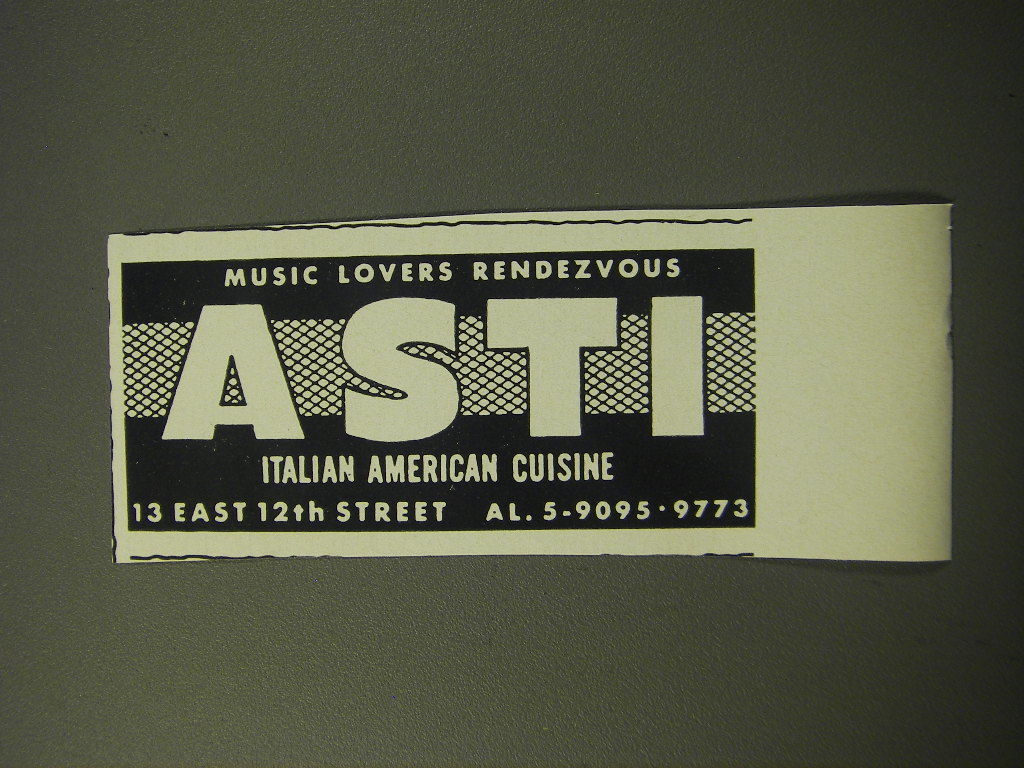 MUSIC LOVERS RENDEZVOUS
ASTI
ITALIAN AMERICAN CUISINE
13 EAST 12th STREET AL. 5-9095·9773